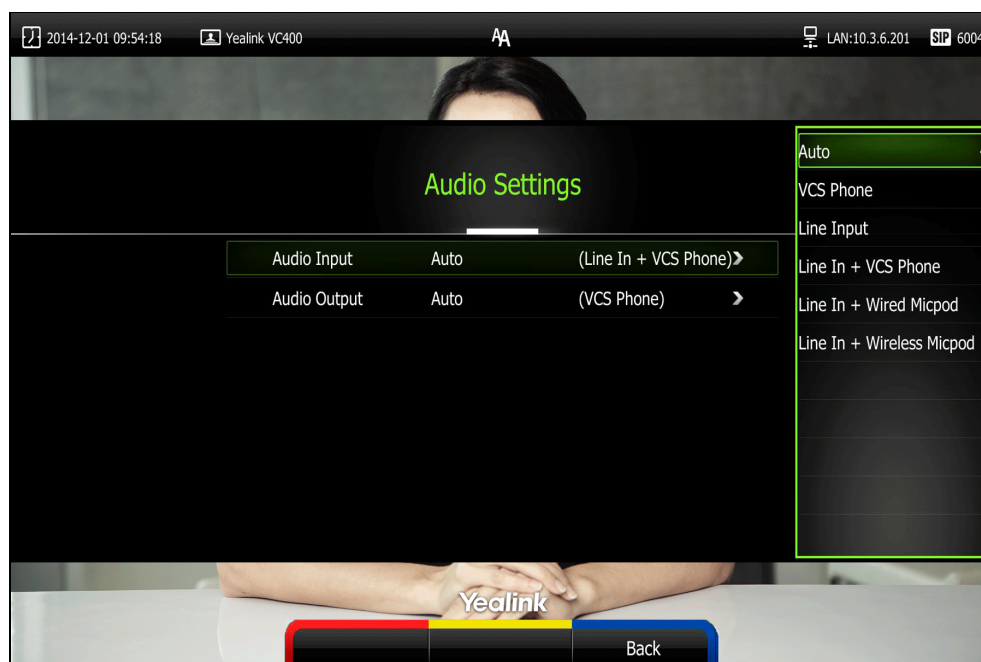 2014-12-01 09:54:18 Yealink VC400 AA LAN:10.3.6.201 SIP 6004
Audio Settings
Audio Input Auto (Line In + VCS Phone)
Audio Output Auto (VCS Phone)
Auto
VCS Phone
Line Input
Line In + VCS Phone
Line In + Wired Micpod
Line In + Wireless Micpod
Yealink
Back